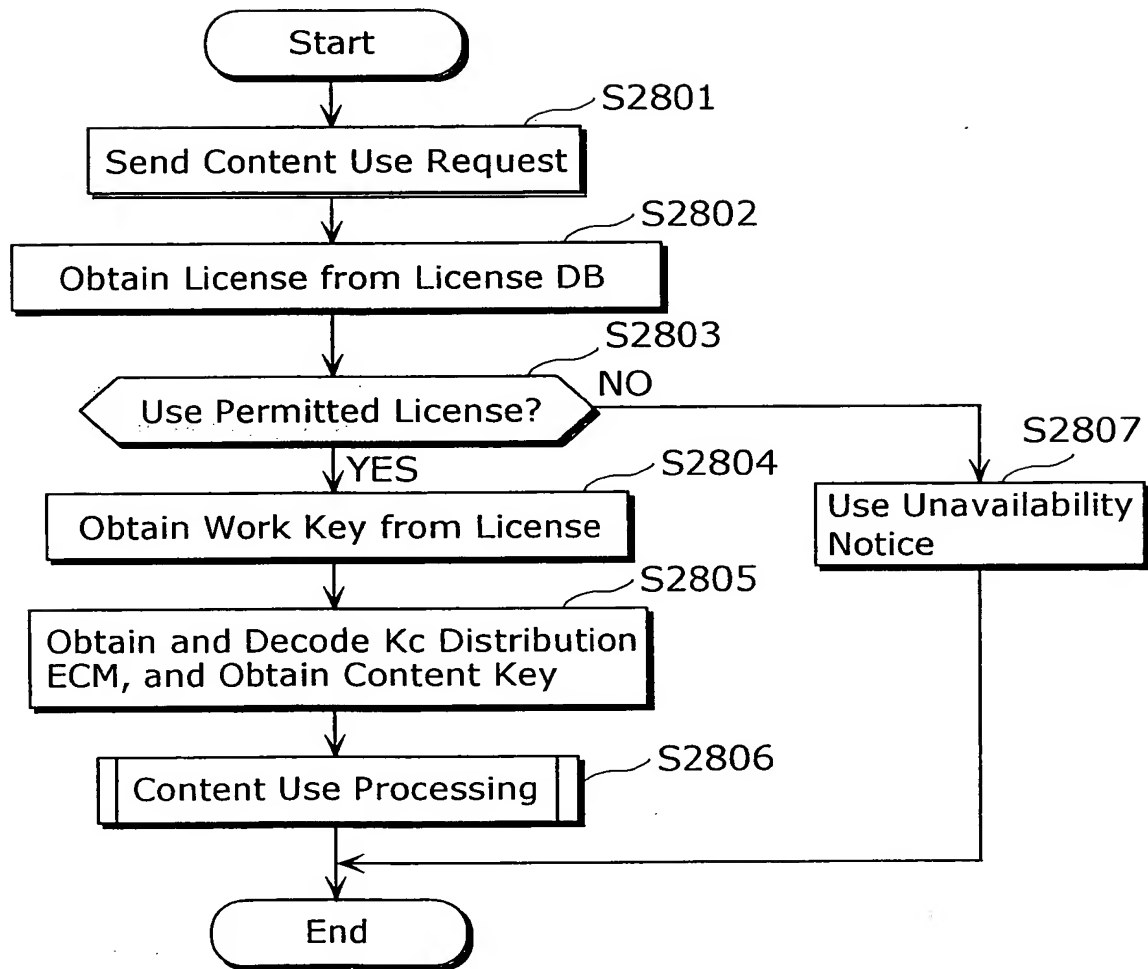 Start
S2801
Send Content Use Request
S2802
Obtain License from License DB
S2803
Use Permitted License?
NO
YES
S2804
Obtain Work Key from License
S2807
Use Unavailability
Notice
S2805
Obtain and Decode Kc Distribution
ECM, and Obtain Content Key
S2806
Content Use Processing
End